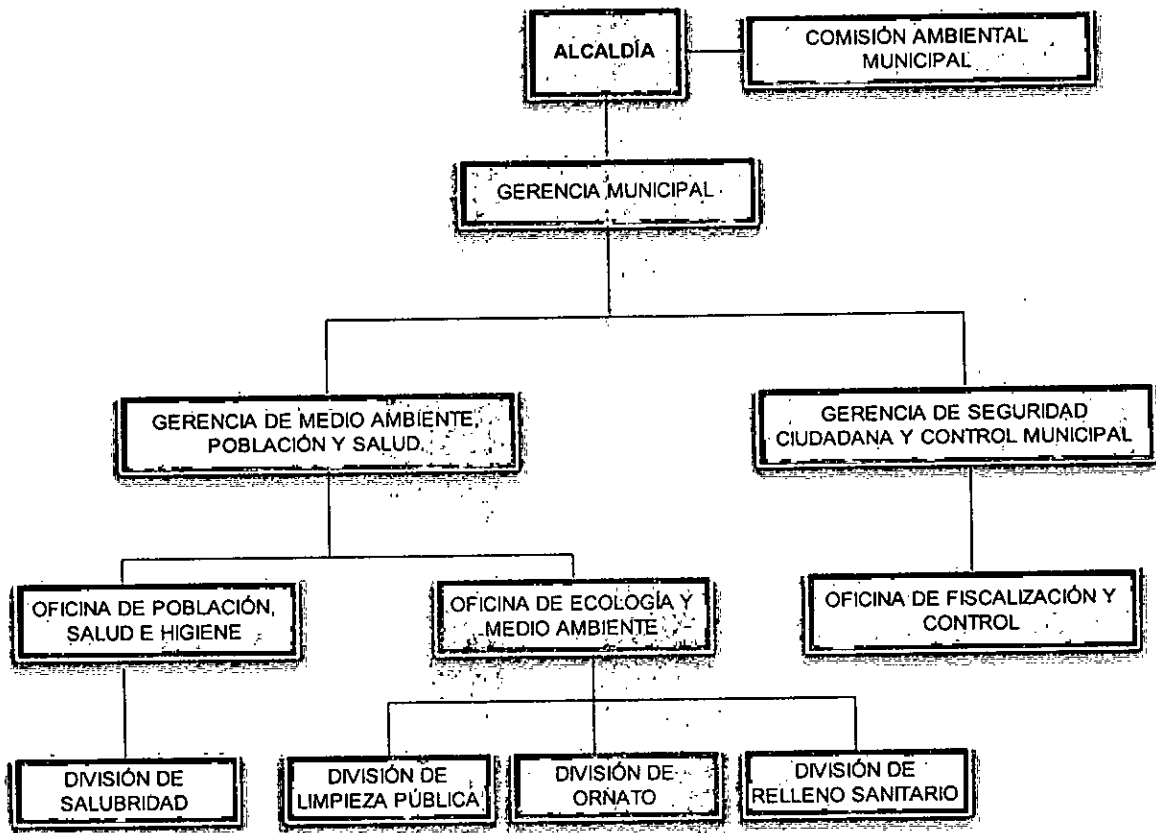 ALCALDÍA
COMISIÓN AMBIENTAL
MUNICIPAL
GERENCIA MUNICIPAL
GERENCIA DE MEDIO AMBIENTE,
POBLACIÓN Y SALUD.
GERENCIA DE SEGURIDAD
CIUDADANA Y CONTROL MUNICIPAL
OFICINA DE POBLACIÓN,
SALUD E HIGIENE
OFICINA DE ECOLOGÍA Y
MEDIO AMBIENTE
OFICINA DE FISCALIZACIÓN Y
CONTROL
DIVISIÓN DE
SALUBRIDAD
DIVISIÓN DE
LIMPIEZA PÚBLICA
DIVISIÓN DE
ORNATO
DIVISIÓN DE
RELLENO SANITARIO